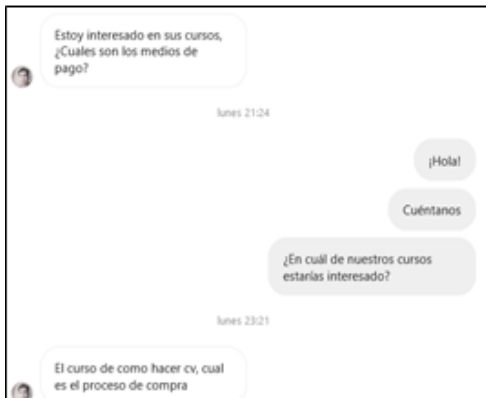 Estoy interesado en sus cursos,
¿Cuales son los medios de
pago?
lunes 21:24
¡Hola!
Cuéntanos
¿En cuál de nuestros cursos
estarías interesado?
lunes 23:21
El curso de como hacer cv, cual
es el proceso de compra